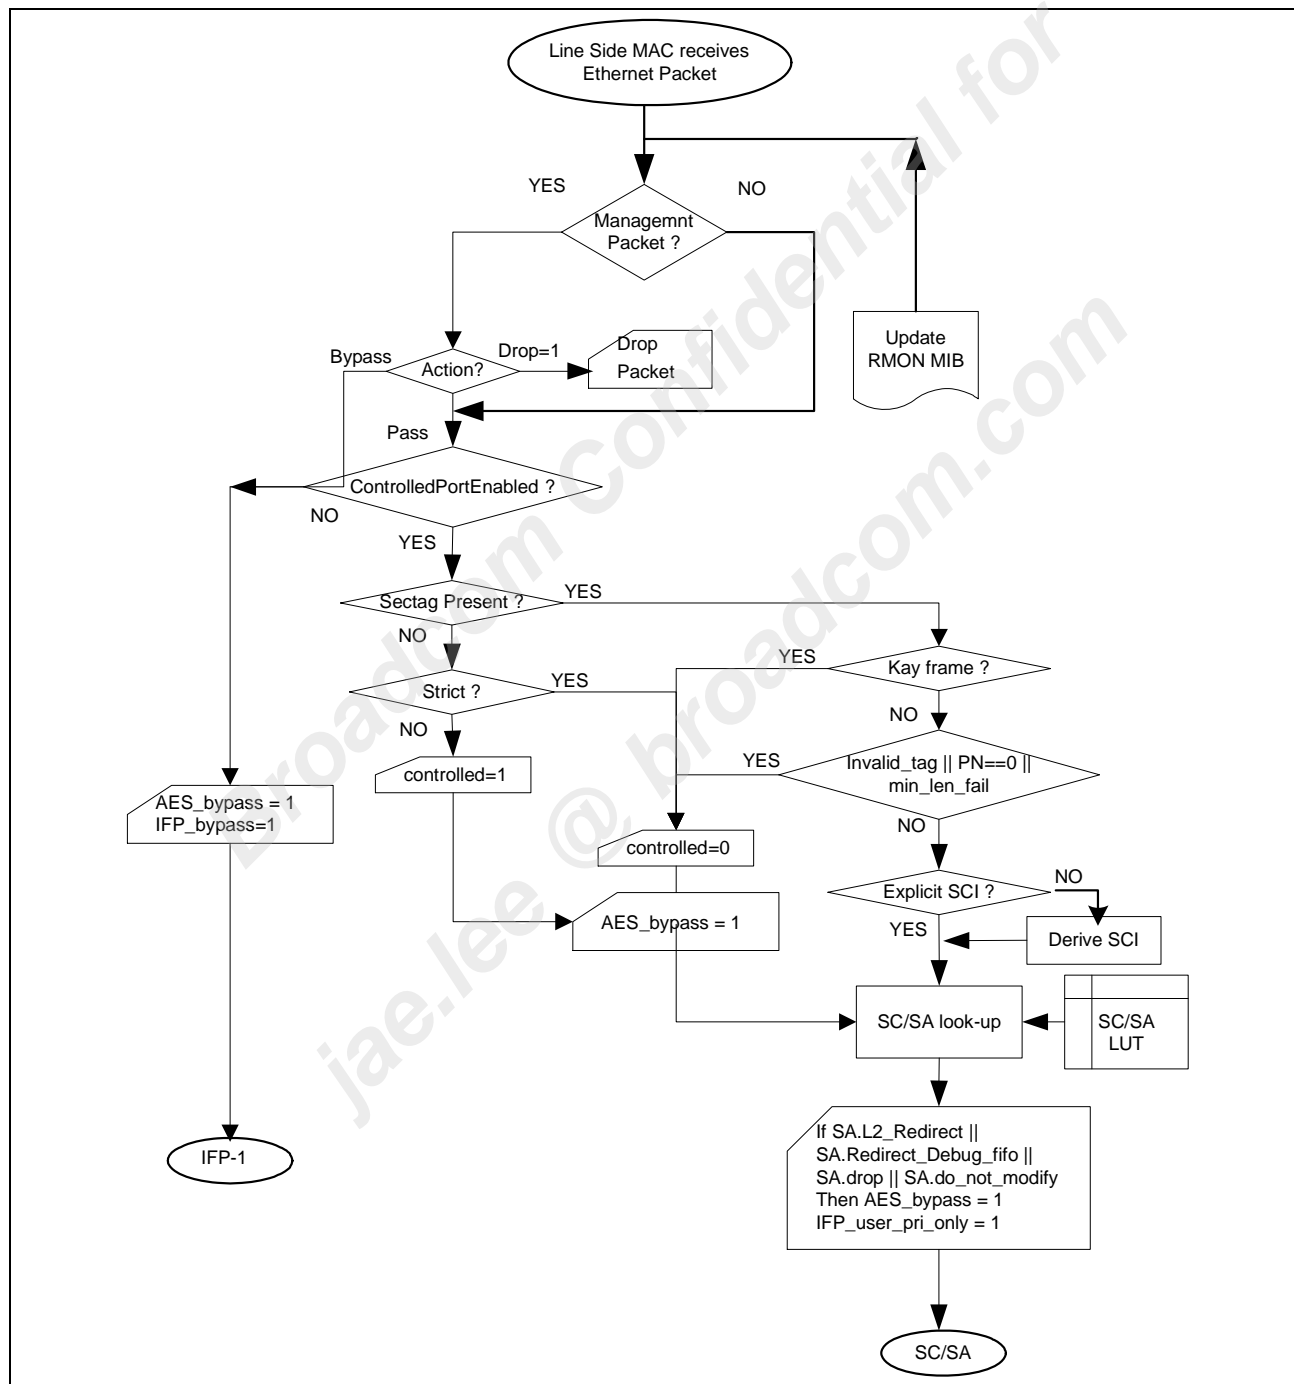 Line Side MAC receives
Ethernet Packet
YES
NO
Managemnt
Packet ?
Update
RMON MIB
Bypass
Drop=1
Drop
Packet
Action?
Pass
ControlledPortEnabled ?
NO
YES
Sectag Present ?
YES
NO
YES
Kay frame ?
Strict ?
YES
NO
NO
YES
Invalid_tag || PN==0 ||
min_len_fail
controlled=1
AES_bypass = 1
IFP_bypass=1
NO
controlled=0
Explicit SCI ?
NO
AES_bypass = 1
YES
Derive SCI
SC/SA look-up
SC/SA
LUT
If SA.L2_Redirect ||
SA.Redirect_Debug_fifo ||
SA.drop || SA.do_not_modify
Then AES_bypass = 1
IFP_user_pri_only = 1
IFP-1
SC/SA
Broadcom Confidential for
jae.lee @ broadcom.com